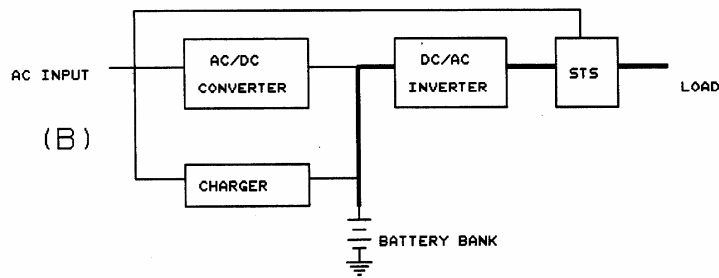 AC INPUT
AC/DC
CONVERTER
DC/AC
INVERTER
STS
LOAD
(B)
CHARGER
BATTERY BANK